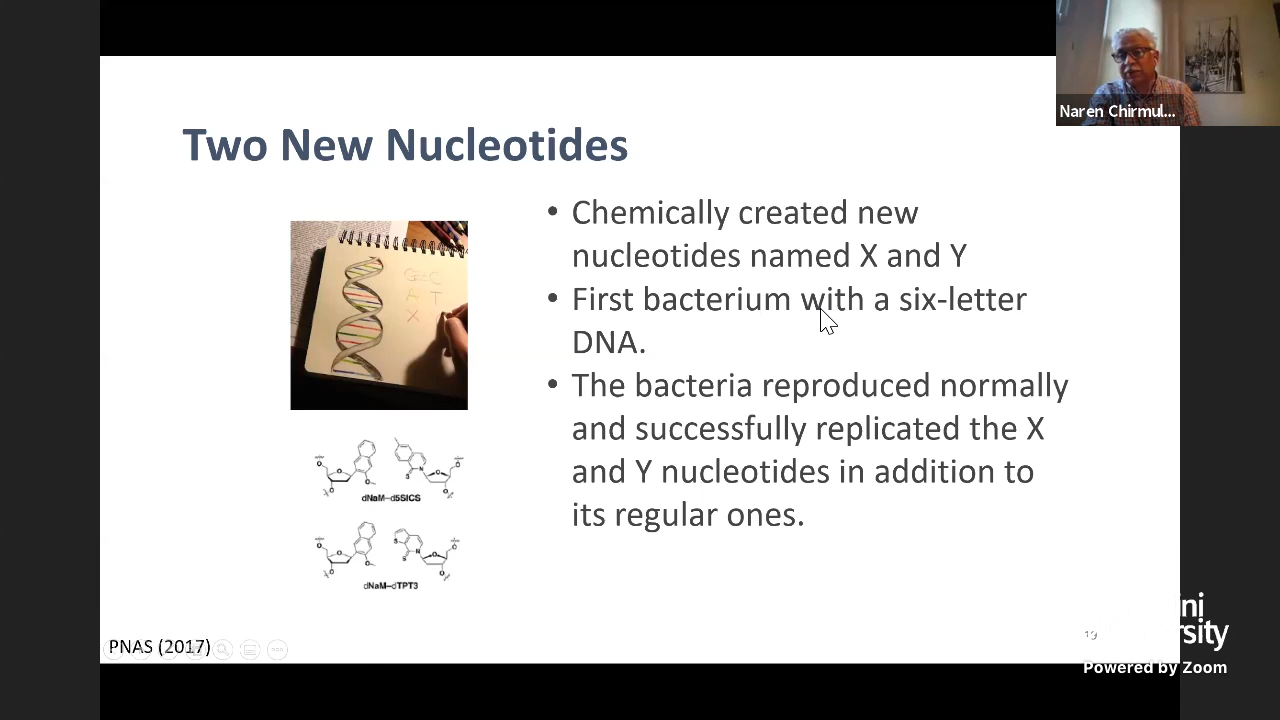 Naren Chirmul...
Two New Nucleotides
• Chemically created new
nucleotides named X and Y
• First bacterium with a six-letter
DNA.
• The bacteria reproduced normally
and successfully replicated the X
and Y nucleotides in addition to
its regular ones.
G C
A T
X
dNaM–d5SICS
dNaM–dTPT3
PNAS (2017)
19
Powered by Zoom